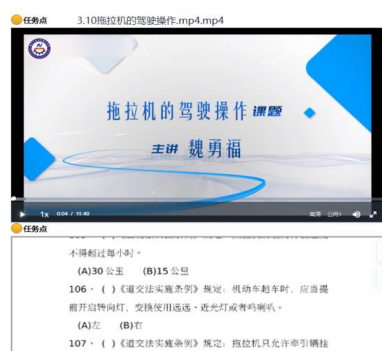 任务点
3.10拖拉机的驾驶操作.mp4.mp4
拖拉机的驾驶操作 课题
主讲 魏勇福
1x 0:04 / 11:40
任务点
不得超过每小时。
(A)30 公里 (B)15 公里
106、( )《道交法实施条例》规定：机动车超车时，应当提
前开启转向灯、变换使用远远、近光灯或者鸣喇叭。
(A)左 (B)右
107、( )《道交法实施条例》规定：拖拉机只允许牵引辆挂